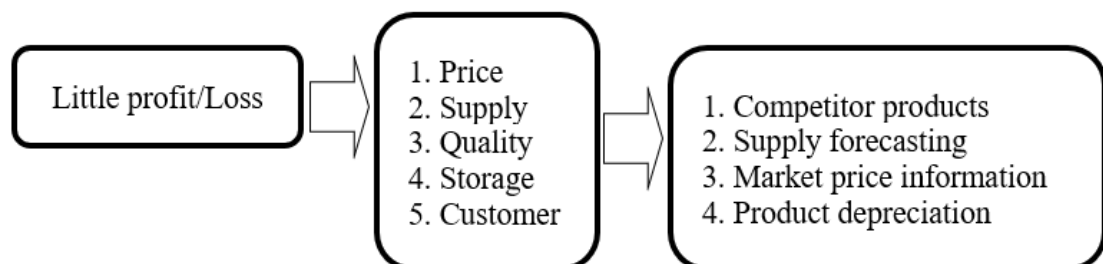 Little profit/Loss
1. Price
2. Supply
3. Quality
4. Storage
5. Customer
1. Competitor products
2. Supply forecasting
3. Market price information
4. Product depreciation